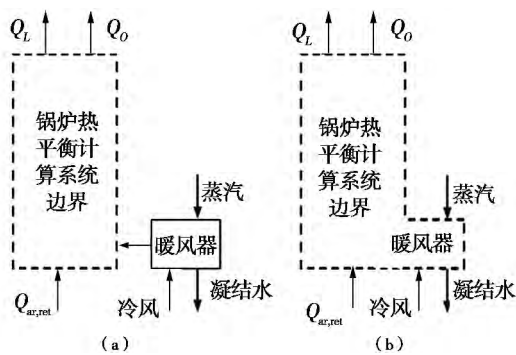 Q_L
Q_O
锅炉热
平衡计
算系统
边界
蒸汽
暖风器
Q_ar,ret
冷风
凝结水
(a)
Q_L
Q_O
锅炉热
平衡计
算系统
边界
蒸汽
暖风器
Q_ar,ret
冷风
凝结水
(b)